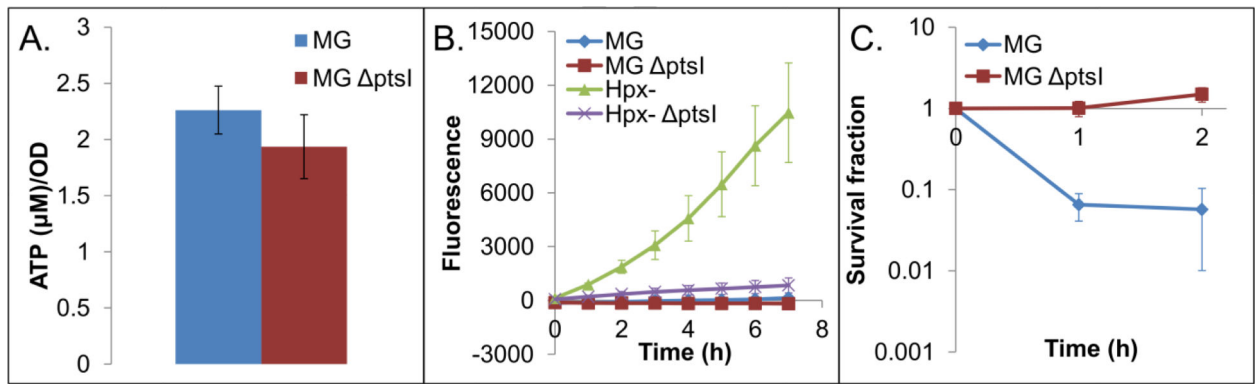 A.
3
2.5
2
1.5
1
0.5
0
ATP (µM)/OD
MG
MG ΔptsI
B.
15000
12000
9000
6000
3000
0
-3000
Fluorescence
MG
MG ΔptsI
Hpx-
Hpx- ΔptsI
0 2 4 6 8
Time (h)
C.
10
1
0.1
0.01
0.001
Survival fraction
MG
MG ΔptsI
0 1 2
Time (h)